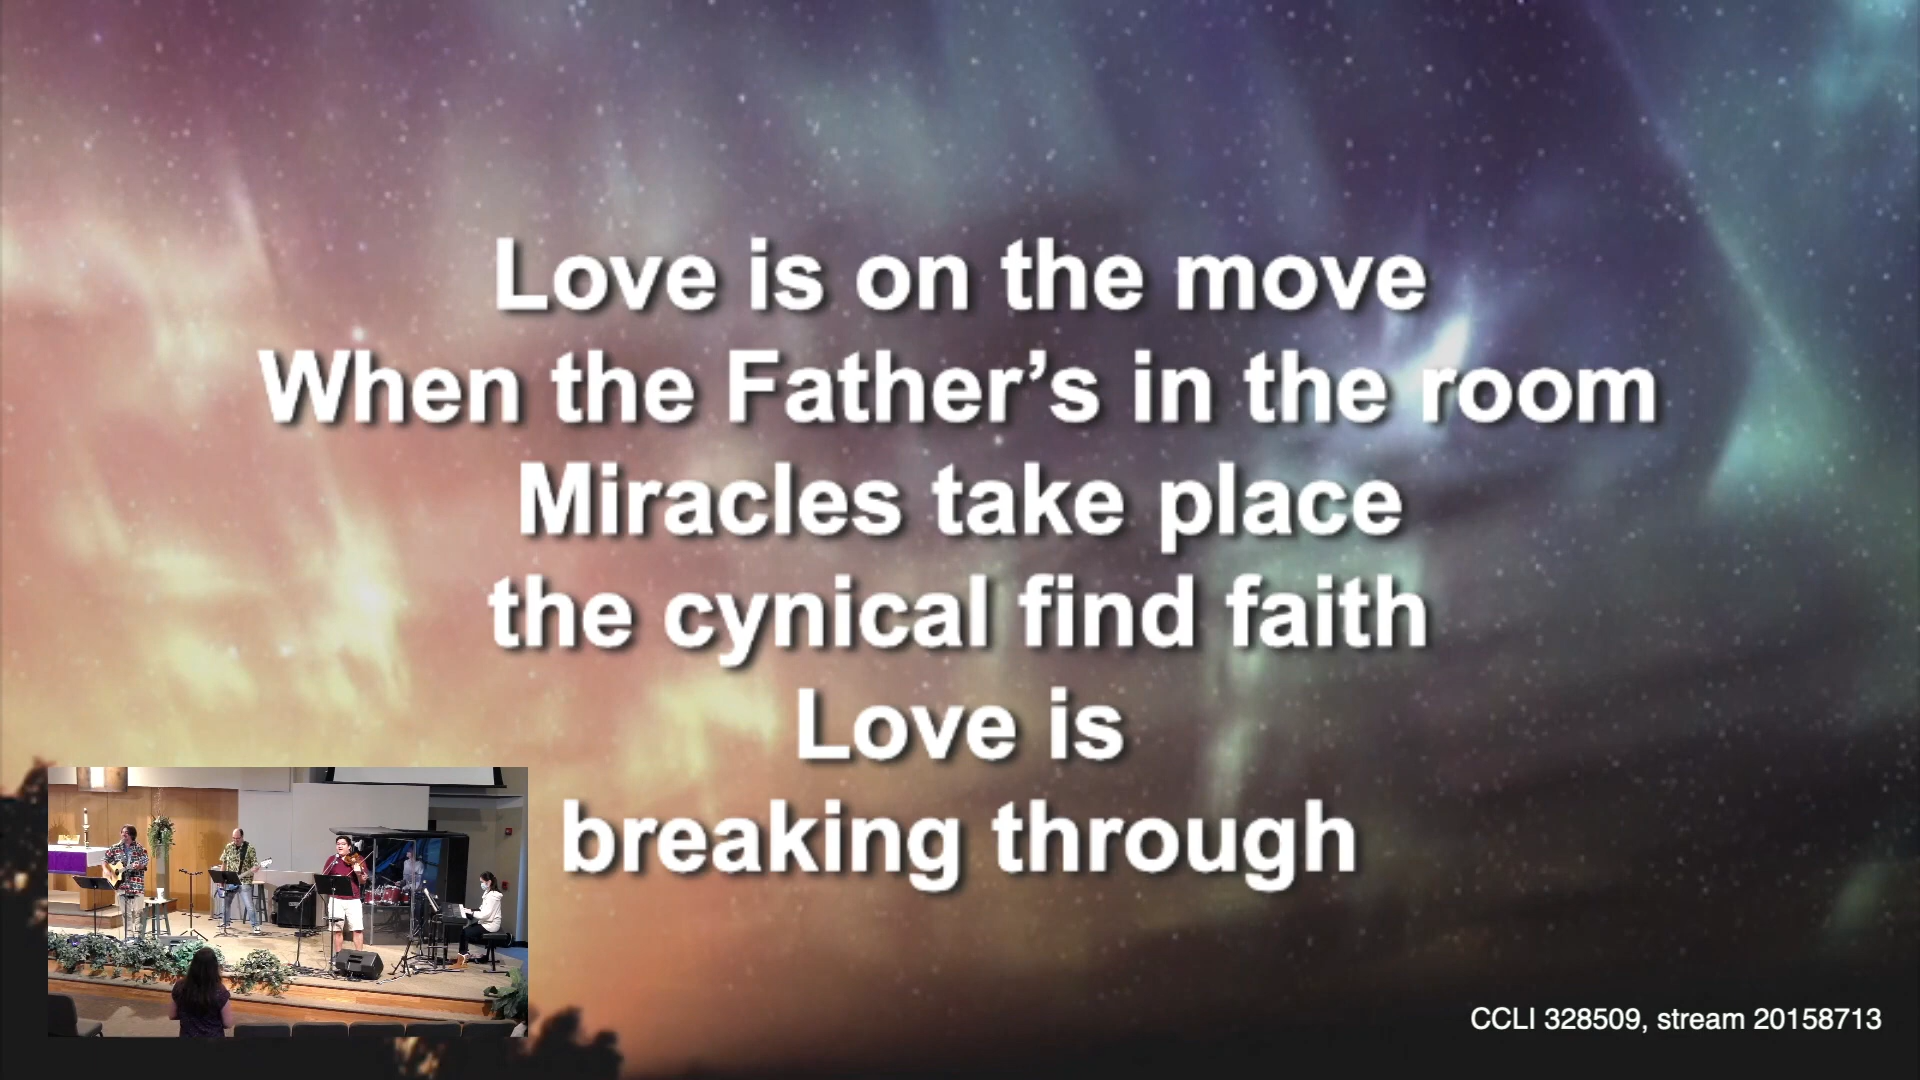 Love is on the move
When the Father’s in the room
Miracles take place
the cynical find faith
Love is
breaking through
CCLI 328509, stream 20158713